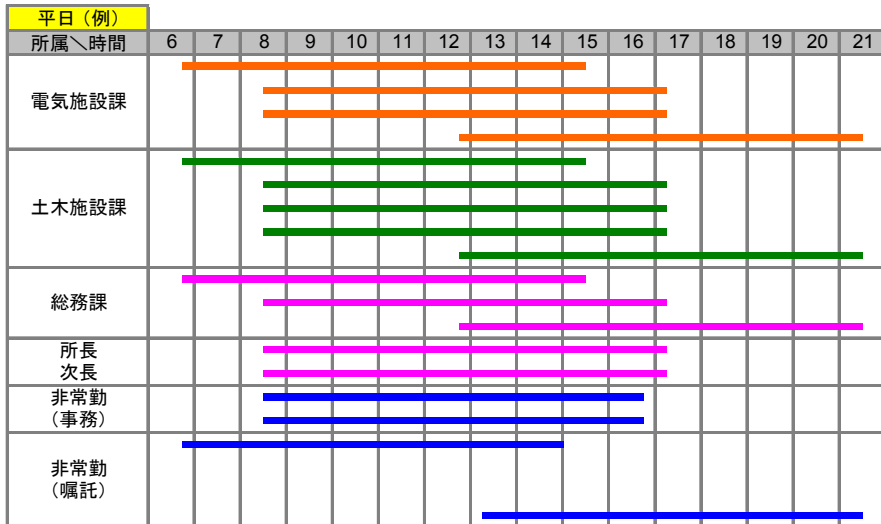 平日（例）
所属＼時間 6 7 8 9 10 11 12 13 14 15 16 17 18 19 20 21
電気施設課
土木施設課
総務課
所長
次長
非常勤
（事務）
非常勤
（嘱託）